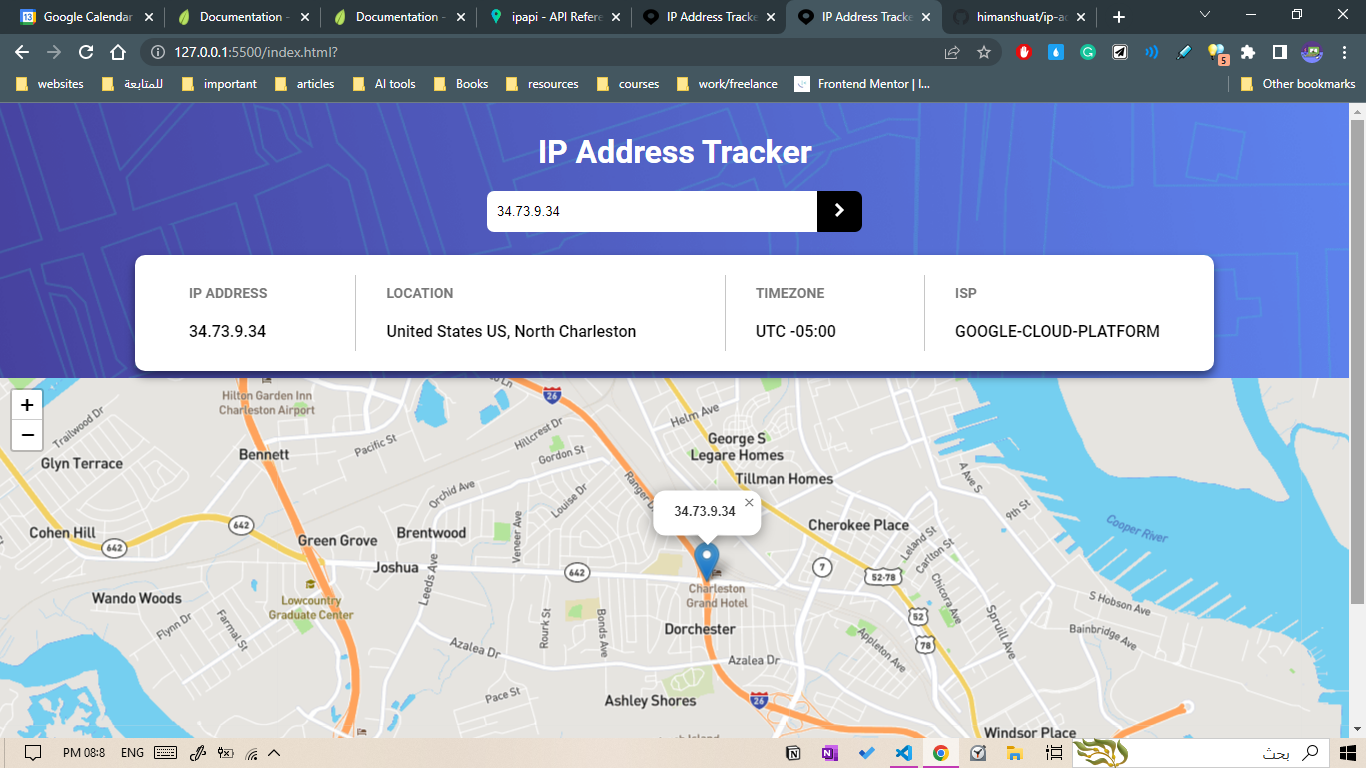 Google Calendar
Documentation -
Documentation -
ipapi - API Refere
IP Address Tracke
IP Address Tracke
himanshuat/ip-ac
127.0.0.1:5500/index.html?
5
websites
للمتابعة
important
articles
AI tools
Books
resources
courses
work/freelance
Frontend Mentor | I...
Other bookmarks
IP Address Tracker
34.73.9.34
IP ADDRESS
34.73.9.34
LOCATION
United States US, North Charleston
TIMEZONE
UTC -05:00
ISP
GOOGLE-CLOUD-PLATFORM
+
−
Hilton Garden Inn
Charleston Airport
Trailwood Dr
Glyn Terrace
Bennett
Pacific St
Ln
26
Hillcrest Dr
Gordon St
Helm Ave
George S
Legare Homes
Tillman Homes
A Ave S
9th St
Cooper River
Orchid Ave
Louise Dr
Ranger Dr
34.73.9.34
×
Cohen Hill
642
642
Green Grove
Brentwood
Veneer Ave
Cherokee Place
Leland St
Carlton St
Joshua
Leeds Ave
642
7
52-78
Chicora Ave
Wando Woods
Lowcountry
Graduate Center
Charleston
Grand Hotel
S Hobson Ave
Flynn Dr
Farmal St
Rourk St
Bonds Ave
Dorchester
52
78
Spruill Ave
Bainbridge Ave
Appleton Ave
Azalea Dr
Azalea Dr
Pace St
Ashley Shores
26
Windsor Place
PM 08:8
ENG
بحث